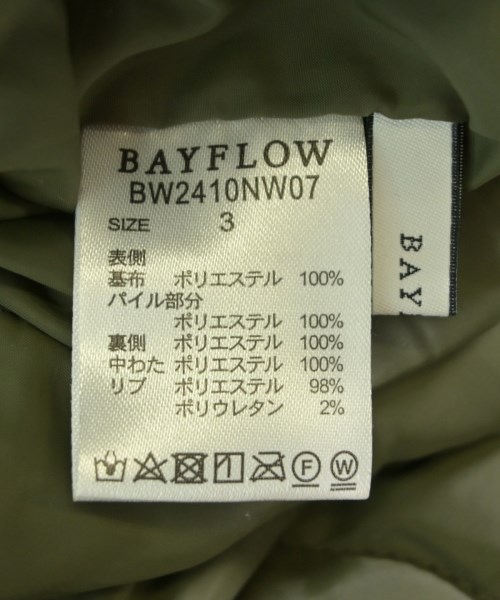 BAYFLOW
BW2410NW07
SIZE 3
表側
基布 ポリエステル 100%
パイル部分
ポリエステル 100%
裏側 ポリエステル 100%
中わた ポリエステル 100%
リブ ポリエステル 98%
ポリウレタン 2%
F W
BAY